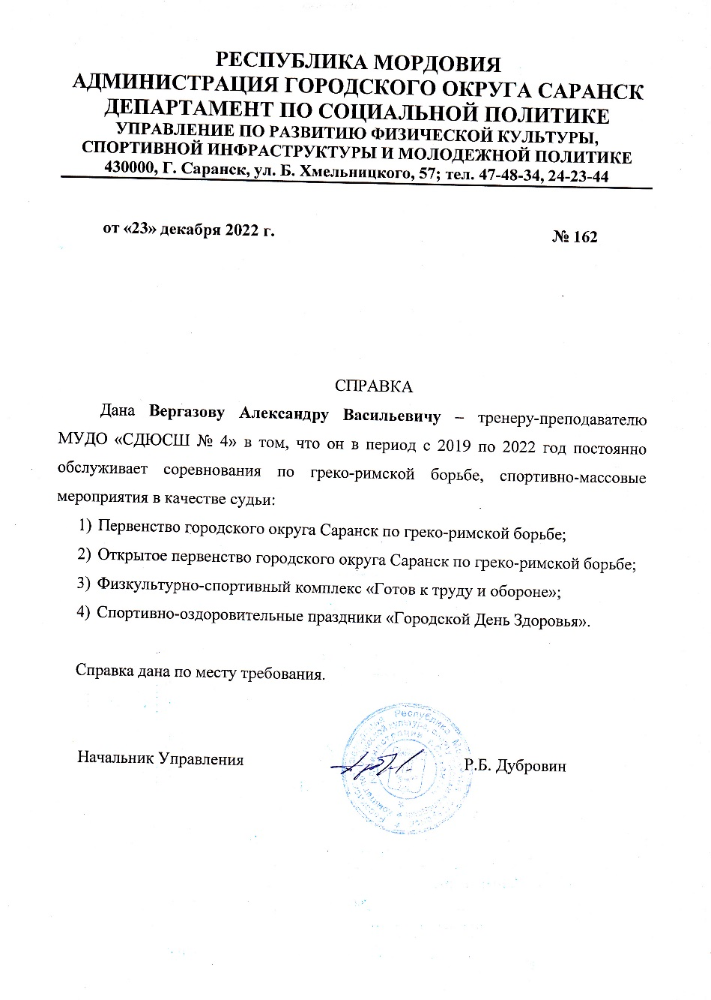 РЕСПУБЛИКА МОРДОВИЯ
АДМИНИСТРАЦИЯ ГОРОДСКОГО ОКРУГА САРАНСК
ДЕПАРТАМЕНТ ПО СОЦИАЛЬНОЙ ПОЛИТИКЕ
УПРАВЛЕНИЕ ПО РАЗВИТИЮ ФИЗИЧЕСКОЙ КУЛЬТУРЫ,
СПОРТИВНОЙ ИНФРАСТРУКТУРЫ И МОЛОДЕЖНОЙ ПОЛИТИКЕ
430000, Г. Саранск, ул. Б. Хмельницкого, 57; тел. 47-48-34, 24-23-44
от «23» декабря 2022 г. № 162
СПРАВКА
Дана Вергазову Александру Васильевичу – тренеру-преподавателю
МУДО «СДЮСШ № 4» в том, что он в период с 2019 по 2022 год постоянно
обслуживает соревнования по греко-римской борьбе, спортивно-массовые
мероприятия в качестве судьи:
1) Первенство городского округа Саранск по греко-римской борьбе;
2) Открытое первенство городского округа Саранск по греко-римской борьбе;
3) Физкультурно-спортивный комплекс «Готов к труду и обороне»;
4) Спортивно-оздоровительные праздники «Городской День Здоровья».
Справка дана по месту требования.
Начальник Управления Р.Б. Дубровин
Республика